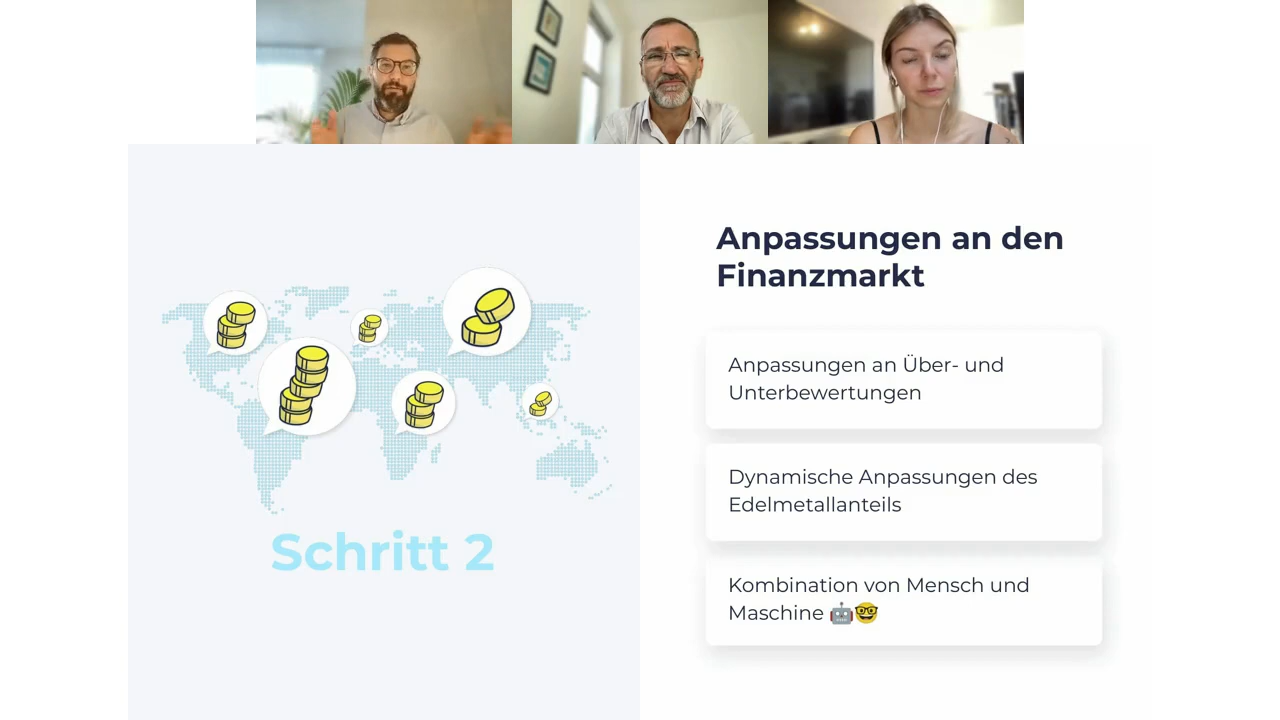 Anpassungen an den
Finanzmarkt
Anpassungen an Über- und
Unterbewertungen
Dynamische Anpassungen des
Edelmetallanteils
Kombination von Mensch und
Maschine 🤖🤓
Schritt 2